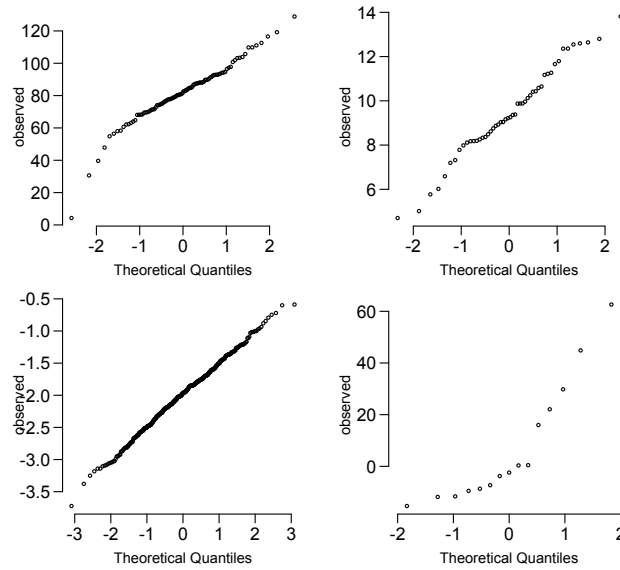 120
100
80
60
40
20
0
observed
-2 -1 0 1 2
Theoretical Quantiles
14
12
10
8
6
observed
-2 -1 0 1 2
Theoretical Quantiles
-0.5
-1.0
-1.5
-2.0
-2.5
-3.0
-3.5
observed
-3 -2 -1 0 1 2 3
Theoretical Quantiles
60
40
20
0
observed
-2 -1 0 1 2
Theoretical Quantiles